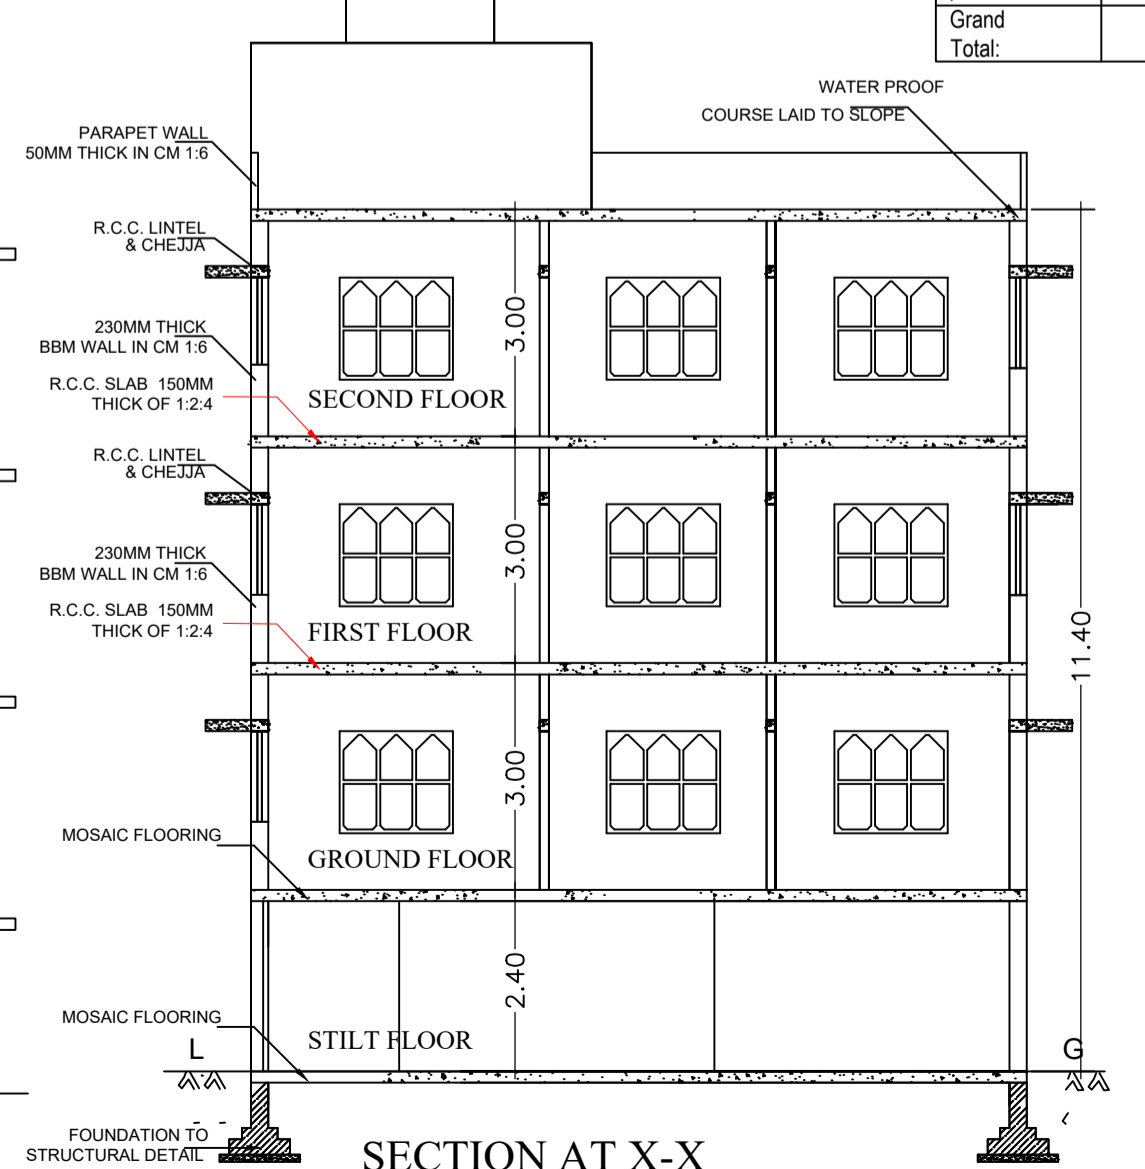 Grand
Total:
WATER PROOF
COURSE LAID TO SLOPE
PARAPET WALL
50MM THICK IN CM 1:6
R.C.C. LINTEL
& CHEJJA
230MM THICK
BBM WALL IN CM 1:6
3.00
R.C.C. SLAB 150MM
THICK OF 1:2:4
SECOND FLOOR
R.C.C. LINTEL
& CHEJJA
230MM THICK
BBM WALL IN CM 1:6
3.00
R.C.C. SLAB 150MM
THICK OF 1:2:4
FIRST FLOOR
11.40
3.00
MOSAIC FLOORING
GROUND FLOOR
2.40
MOSAIC FLOORING
STILT FLOOR
L
G
FOUNDATION TO
STRUCTURAL DETAIL
SECTION AT X-X